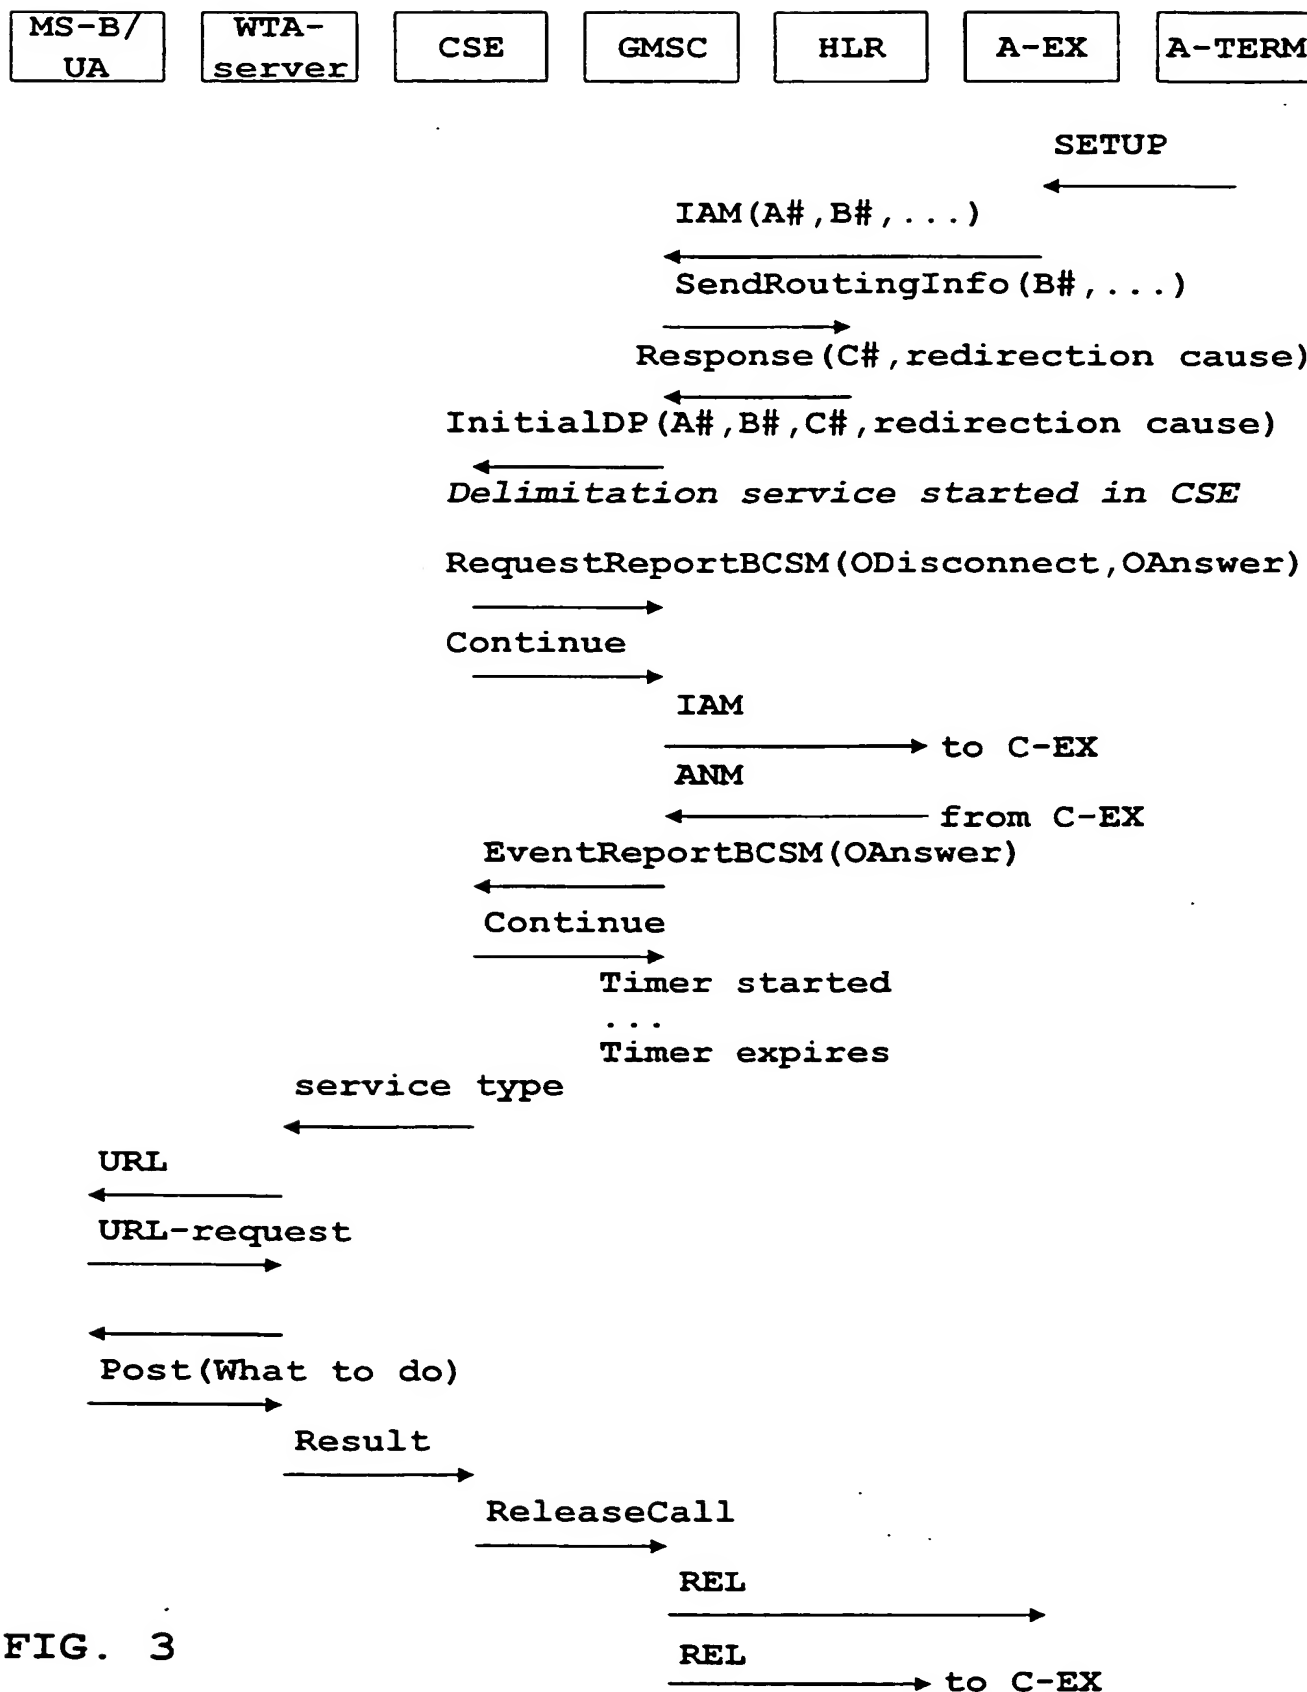 MS-B/
UA
WTA-
server
CSE
GMSC
HLR
A-EX
A-TERM
SETUP
IAM(A#,B#,...)
SendRoutingInfo(B#,...)
Response(C#,redirection cause)
InitialDP(A#,B#,C#,redirection cause)
Delimitation service started in CSE
RequestReportBCSM(ODisconnect,OAnswer)
Continue
IAM
to C-EX
ANM
from C-EX
EventReportBCSM(OAnswer)
Continue
Timer started
...
Timer expires
service type
URL
URL-request
Post(What to do)
Result
ReleaseCall
REL
REL
to C-EX
FIG. 3